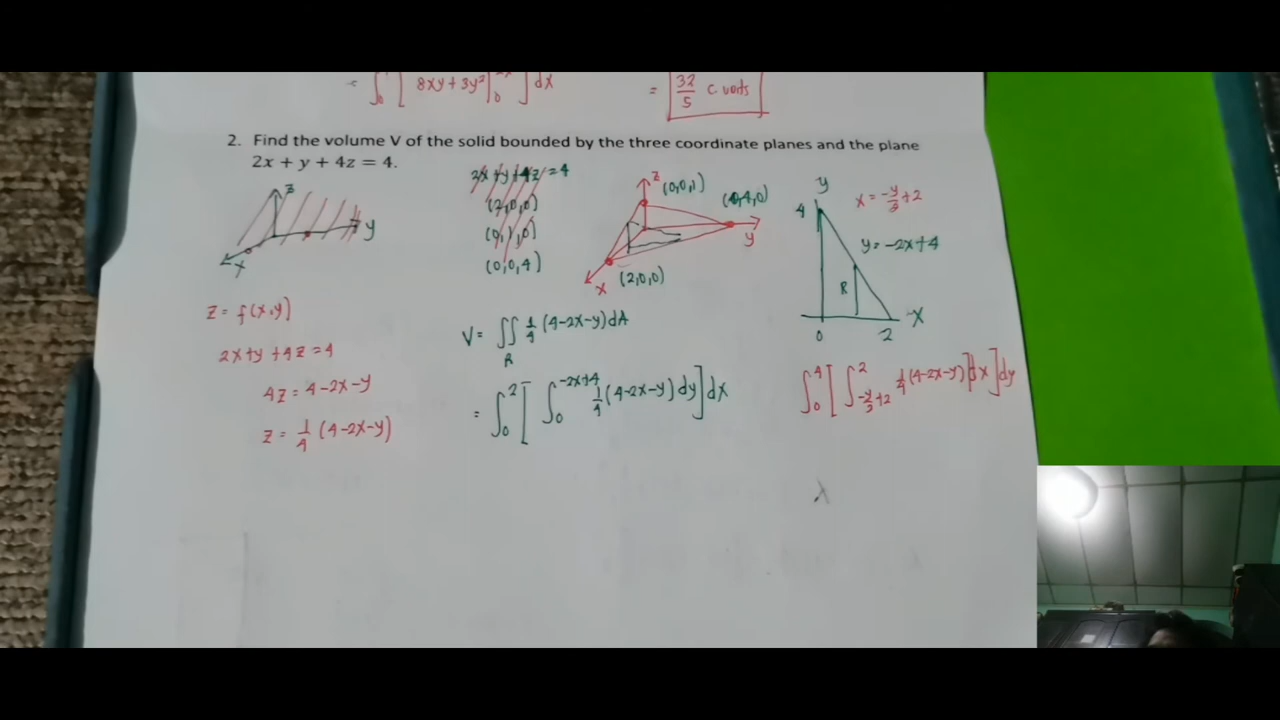 = ∫₀ [ 8xy + 3y² |₀ ] dx
= 32/5 c. units
2. Find the volume V of the solid bounded by the three coordinate planes and the plane
2x + y + 4z = 4.
2x + y + 4z = 4
(2,0,0)
(0,1,0)
(0,0,4)
z
y
x
z (0,0,1)
(0,4,0)
y
x (2,0,0)
y
4
x = -y/2 + 2
y = -2x + 4
R
0
2
x
z = f(x,y)
2x + y + 4z = 4
4z = 4 - 2x - y
z = 1/4 (4 - 2x - y)
V = ∬_R 1/4 (4 - 2x - y) dA
= ∫₀² [ ∫₀^(-2x+4) 1/4 (4 - 2x - y) dy ] dx
∫₀⁴ [ ∫_(-y/2+2)^2 1/4 (4 - 2x - y) dx ] dy